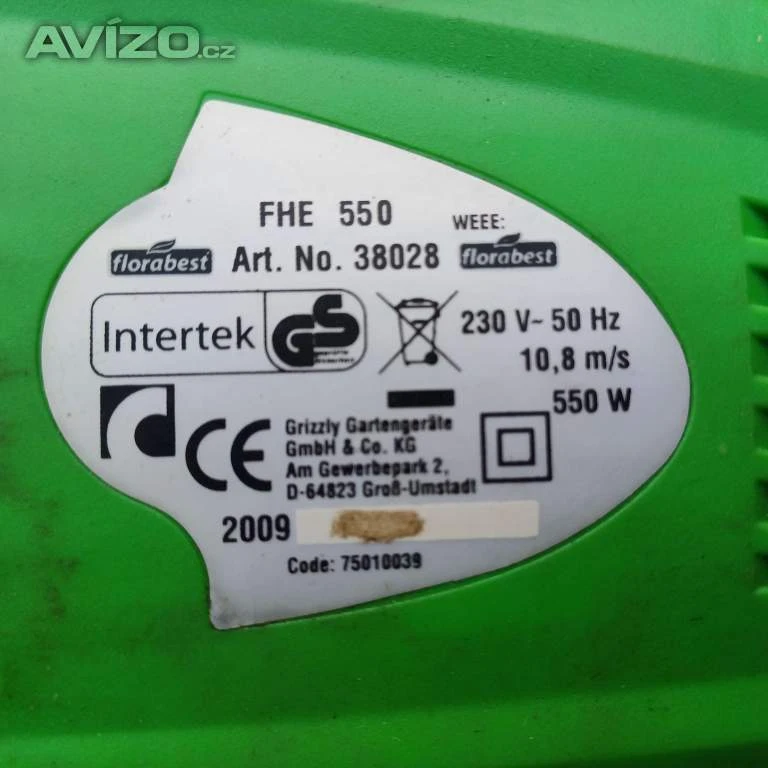 AVÍZO.cz
FHE 550
WEEE:
florabest Art. No. 38028 florabest
Intertek GS 230 V~ 50 Hz
10,8 m/s
550 W
CE Grizzly Gartengeräte
GmbH & Co. KG
Am Gewerbepark 2,
D-64823 Groß-Umstadt
2009
Code: 75010039